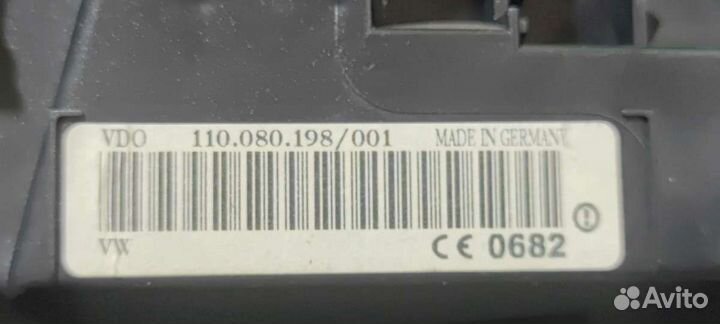 VDO 110.080.198/001 MADE IN GERMANY
VW CE 0682
Avito